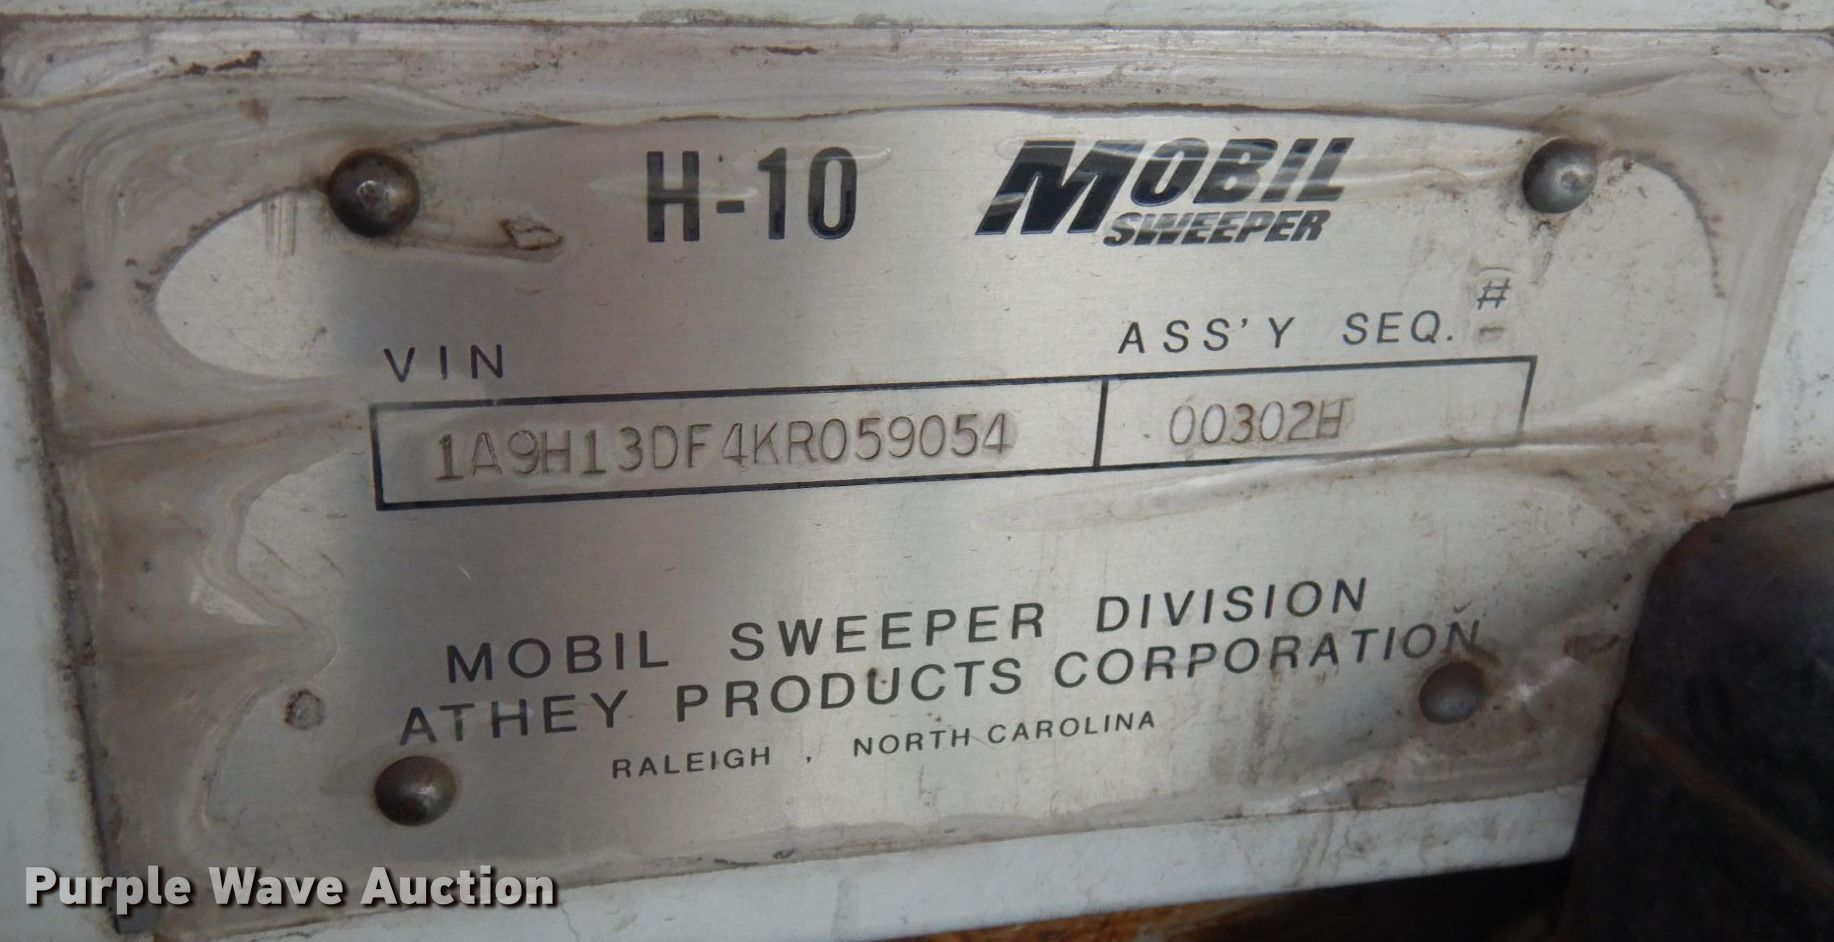 H-10 MOBIL
SWEEPER
VIN ASS'Y SEQ. #
1A9H13DF4KR059054 00302H
MOBIL SWEEPER DIVISION
ATHEY PRODUCTS CORPORATION
RALEIGH , NORTH CAROLINA
Purple Wave Auction